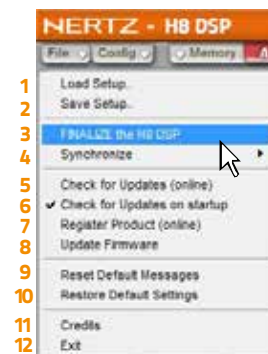 NERTZ - H8 DSP
File Config Memory
1 Load Setup..
2 Save Setup..
3 FINALIZE the H8 DSP
4 Synchronize
5 Check for Updates (online)
6 ✔ Check for Updates on startup
7 Register Product (online)
8 Update Firmware
9 Reset Default Messages
10 Restore Default Settings
11 Credits
12 Exit